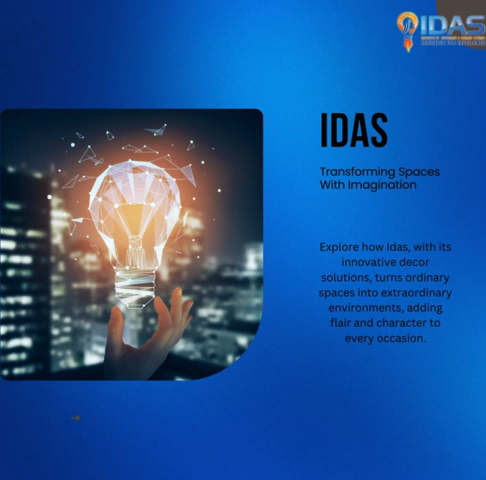 IDAS
IDAS
Transforming Spaces
With Imagination
Explore how Idas, with its
innovative decor
solutions, turns ordinary
spaces into extraordinary
environments, adding
flair and character to
every occasion.